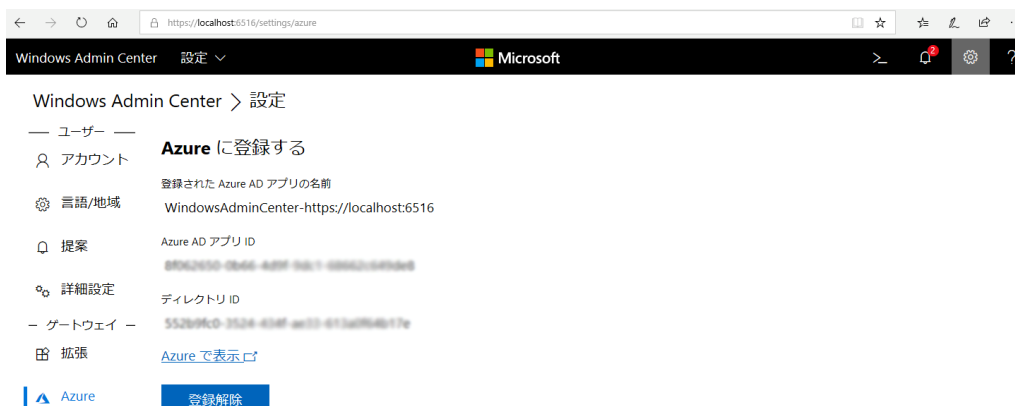 https://localhost:6516/settings/azure
Windows Admin Center 設定 Microsoft >_ 2 ?
Windows Admin Center > 設定
ユーザー
アカウント
言語/地域
提案
詳細設定
ゲートウェイ
拡張
Azure
Azure に登録する
登録された Azure AD アプリの名前
WindowsAdminCenter-https://localhost:6516
Azure AD アプリ ID
ディレクトリ ID
Azure で表示
登録解除